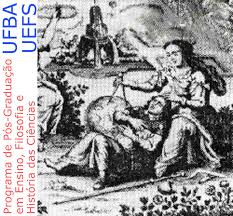 Programa de Pós-Graduação
em Ensino, Filosofia e
História das Ciências
UFBA
UEFS